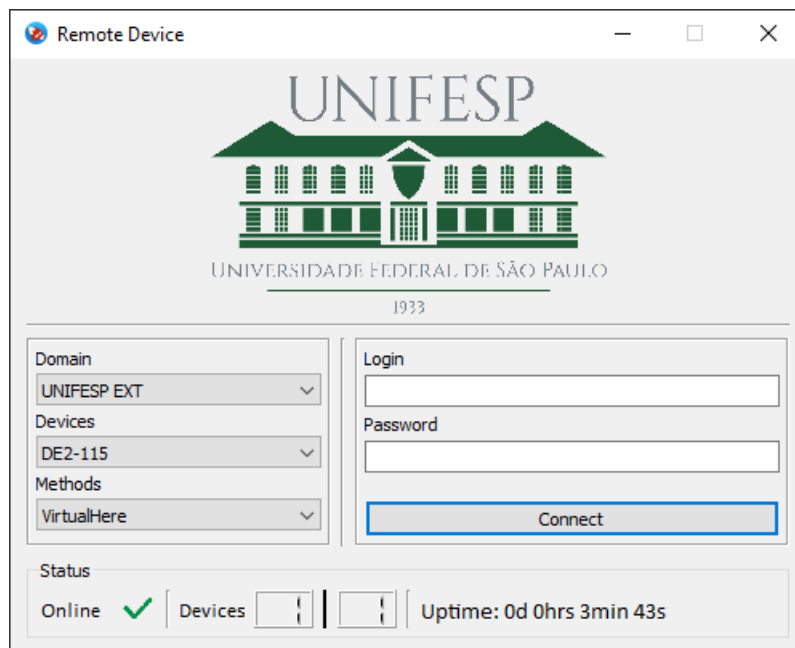 Remote Device
UNIFESP
UNIVERSIDADE FEDERAL DE SÃO PAULO
1933
Domain
UNIFESP EXT
Devices
DE2-115
Methods
VirtualHere
Login
Password
Connect
Status
Online
Devices
Uptime: 0d 0hrs 3min 43s